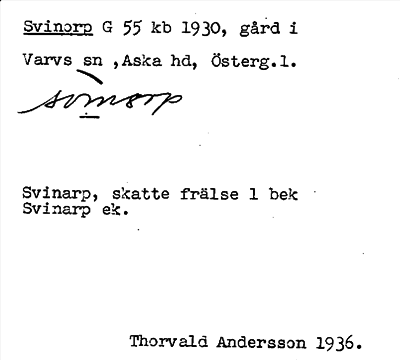 Svinorp G 55 kb 1930, gård i
Varvs sn ,Aska hd, Österg.l.
svinorp
Svinarp, skatte frälse 1 bek
Svinarp ek.
Thorvald Andersson 1936.